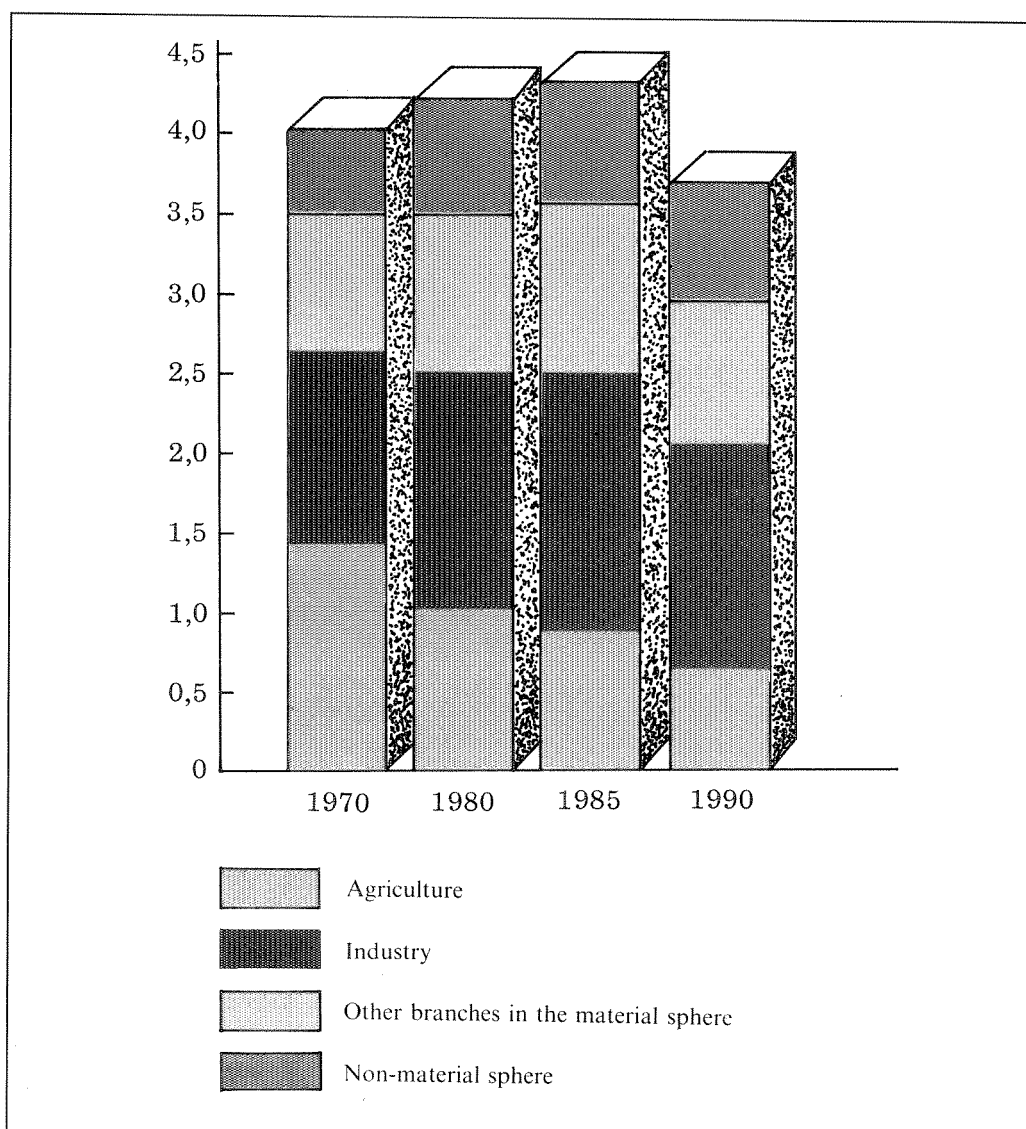 4,5
4,0
3,5
3,0
2,5
2,0
1,5
1,0
0,5
0
1970 1980 1985 1990
Agriculture
Industry
Other branches in the material sphere
Non-material sphere